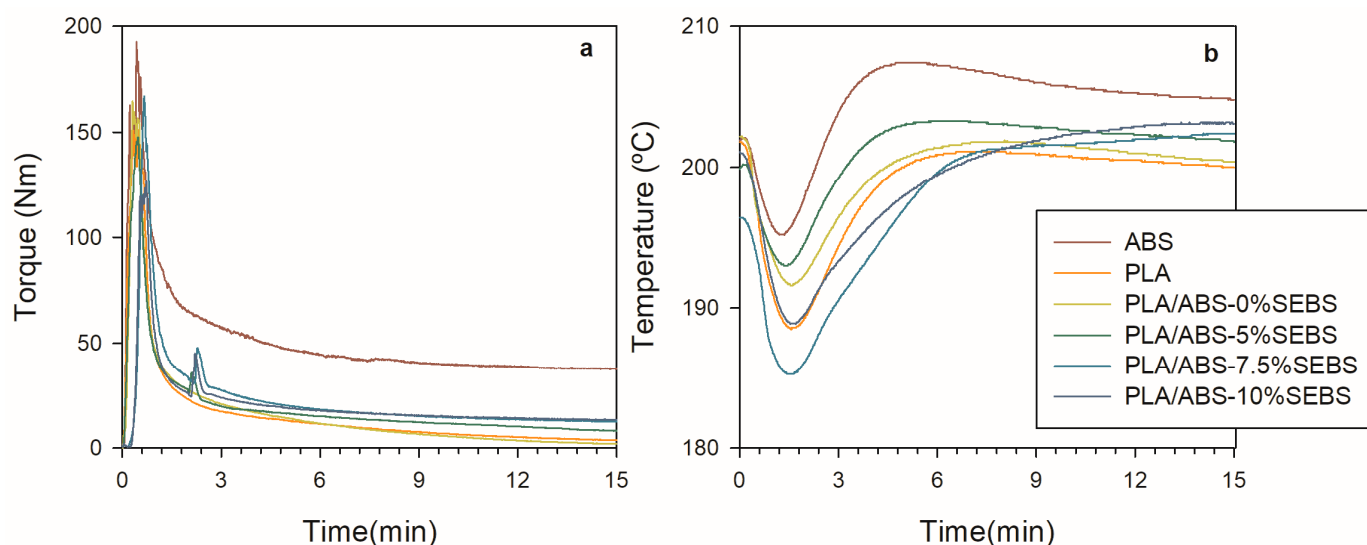 200
150
100
50
0
Torque (Nm)
a
0
3
6
9
12
15
Time(min)
210
200
190
180
Temperature (ºC)
b
0
3
6
9
12
15
Time(min)
ABS
PLA
PLA/ABS-0%SEBS
PLA/ABS-5%SEBS
PLA/ABS-7.5%SEBS
PLA/ABS-10%SEBS